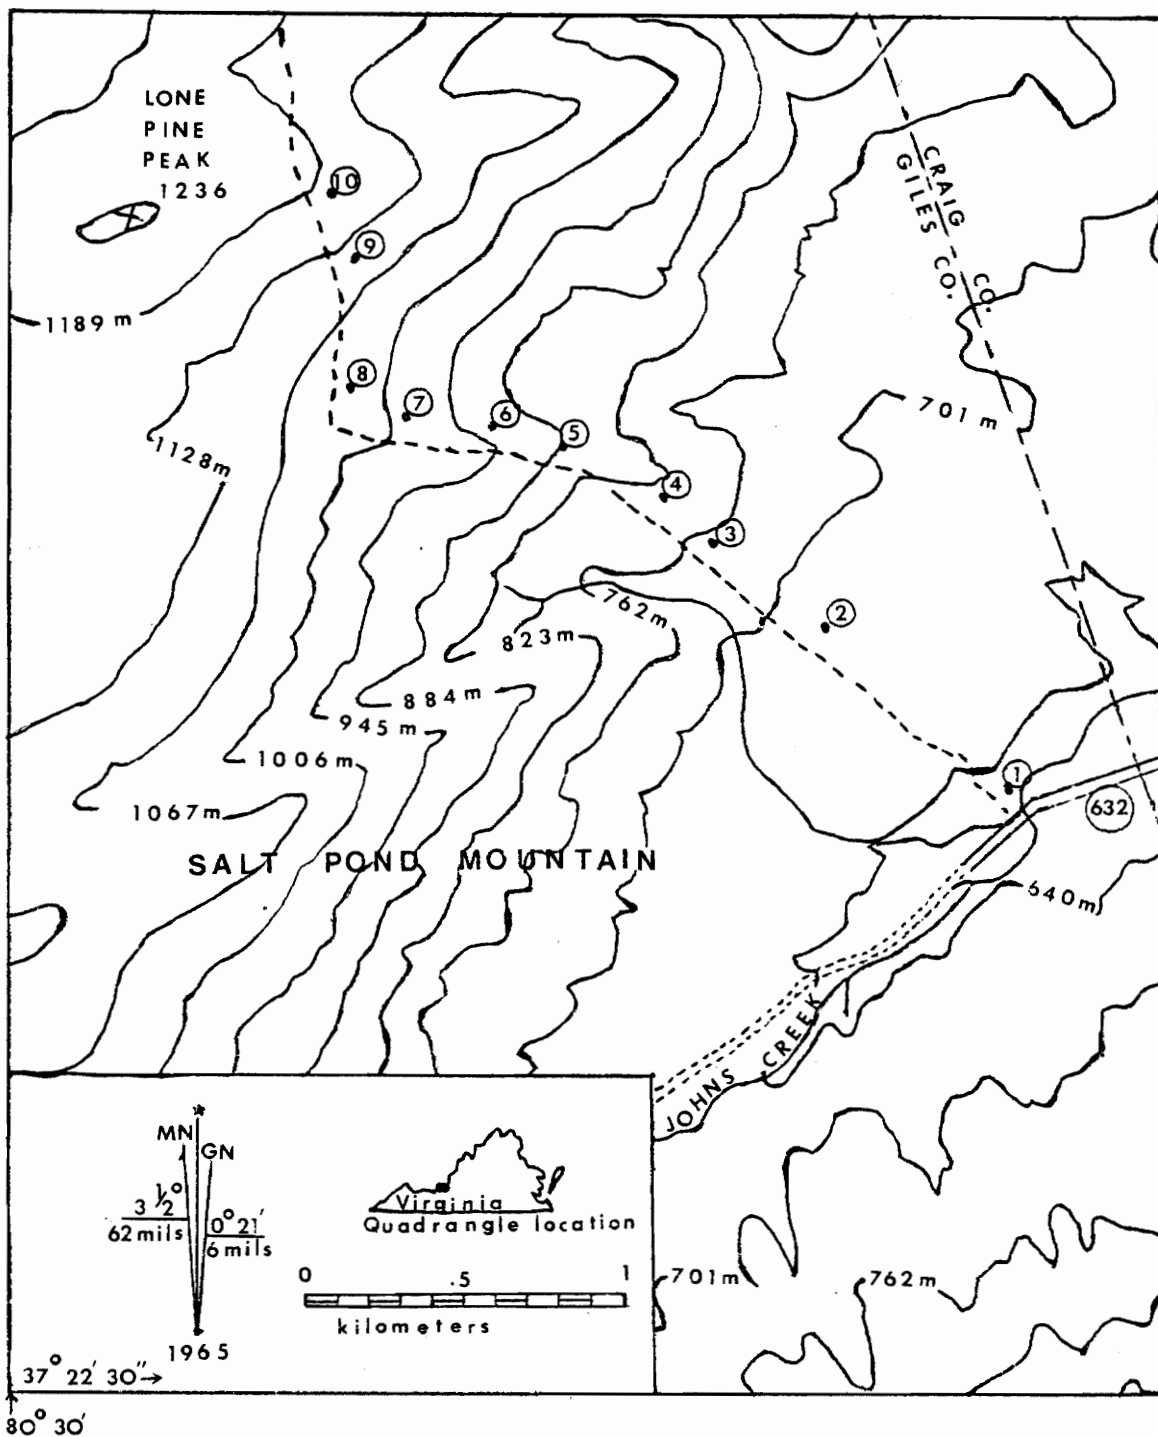 LONE
PINE
PEAK
1236
10
9
1189 m
CRAIG CO.
GILES CO.
8
7
6
5
701 m
1128m
4
3
2
762m
823m
884m
945 m
1006m
1067m
1
632
SALT POND MOUNTAIN
640m
JOHNS CREEK
MN
GN
3 1/2°
62 mils
0° 21'
6 mils
1965
Virginia
Quadrangle location
0 .5 1
kilometers
701m
762m
37° 22' 30"→
80° 30'